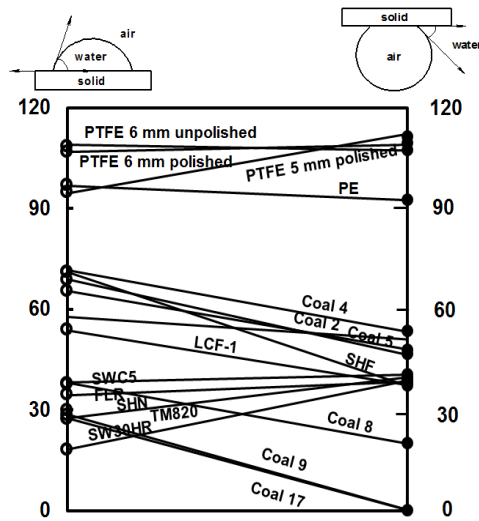 air
water
solid
solid
air
water
120
120
PTFE 6 mm unpolished
PTFE 6 mm polished
PTFE 5 mm polished
PE
90
90
60
60
Coal 4
Coal 2
Coal 5
LCF-1
SHF
SWC5
FLR
SHN
TM820
30
30
SW30HR
Coal 8
Coal 9
Coal 17
0
0